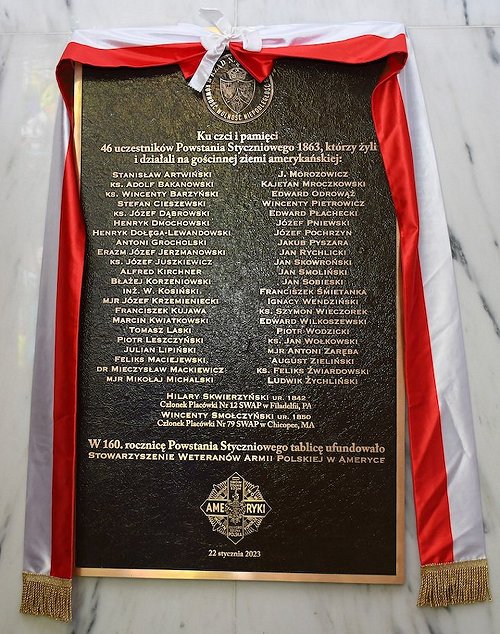 Ku czci i pamięci
46 uczestników Powstania Styczniowego 1863, którzy żyli
i działali na gościnnej ziemi amerykańskiej:
Stanisław Artwiński
ks. Adolf Bakanowski
ks. Wincenty Barzyński
Stefan Cieszewski
ks. Józef Dąbrowski
Henryk Dmochowski
Henryk Dołęga-Lewandowski
Antoni Grocholski
Erazm Józef Jerzmanowski
ks. Józef Juszkiewicz
Alfred Kirchner
Błażej Korzeniowski
inż. W. Kosiński
mjr Józef Krzemieniecki
Franciszek Kujawa
Marcin Kwiatkowski
Tomasz Laski
Piotr Leszczyński
Julian Lipiński
Feliks Maciejewski
dr Mieczysław Mackiewicz
mjr Mikołaj Michalski
J. Morozowicz
Kajetan Mroczkowski
Edward Odrowąż
Wincenty Pietrowicz
Edward Płachecki
Józef Pniewski
Józef Pochrzyn
Jakub Pyszara
Jan Rychlicki
Jan Skowroński
Jan Smoliński
Jan Sobieski
Franciszek Śmietanka
Ignacy Wendziński
ks. Szymon Wieczorek
Edward Wilkoszewski
Piotr Wodzicki
ks. Jan Wołkowski
mjr Antoni Zaręba
August Zieliński
ks. Feliks Żwiardowski
Ludwik Żychliński
Hilary Skwierzyński ur. 1842
Członek Placówki Nr 12 SWAP w Filadelfii, PA
Wincenty Smołczyński ur. 1850
Członek Placówki Nr 79 SWAP w Chicopee, MA
W 160. rocznicę Powstania Styczniowego tablicę ufundowało
Stowarzyszenie Weteranów Armii Polskiej w Ameryce
AMERYKI
22 stycznia 2023